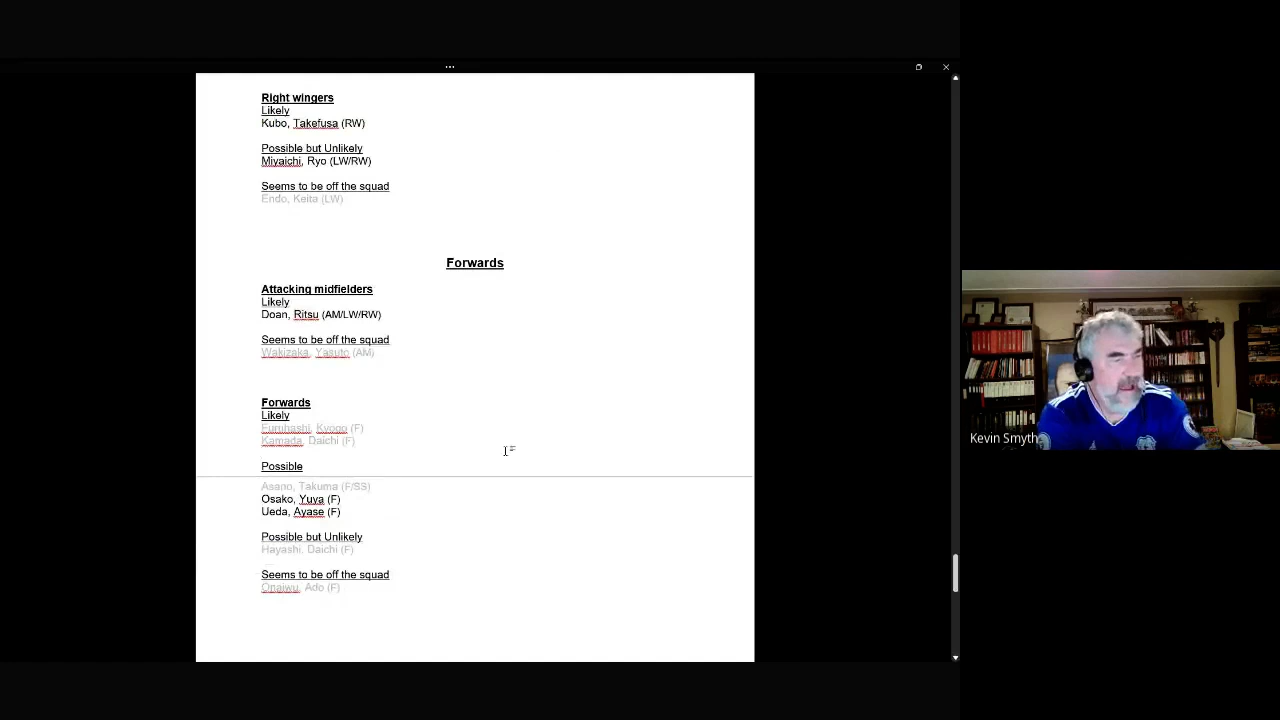 Right wingers
Likely
Kubo, Takefusa (RW)
Possible but Unlikely
Miyaichi, Ryo (LW/RW)
Seems to be off the squad
Endo, Keita (LW)
Forwards
Attacking midfielders
Likely
Doan, Ritsu (AM/LW/RW)
Seems to be off the squad
Wakizaka, Yasuto (AM)
Forwards
Likely
Furuhashi, Kyogo (F)
Kamada, Daichi (F)
Possible
Asano, Takuma (F/SS)
Osako, Yuya (F)
Ueda, Ayase (F)
Possible but Unlikely
Hayashi, Daichi (F)
Seems to be off the squad
Onaiwu, Ado (F)
Kevin Smyth